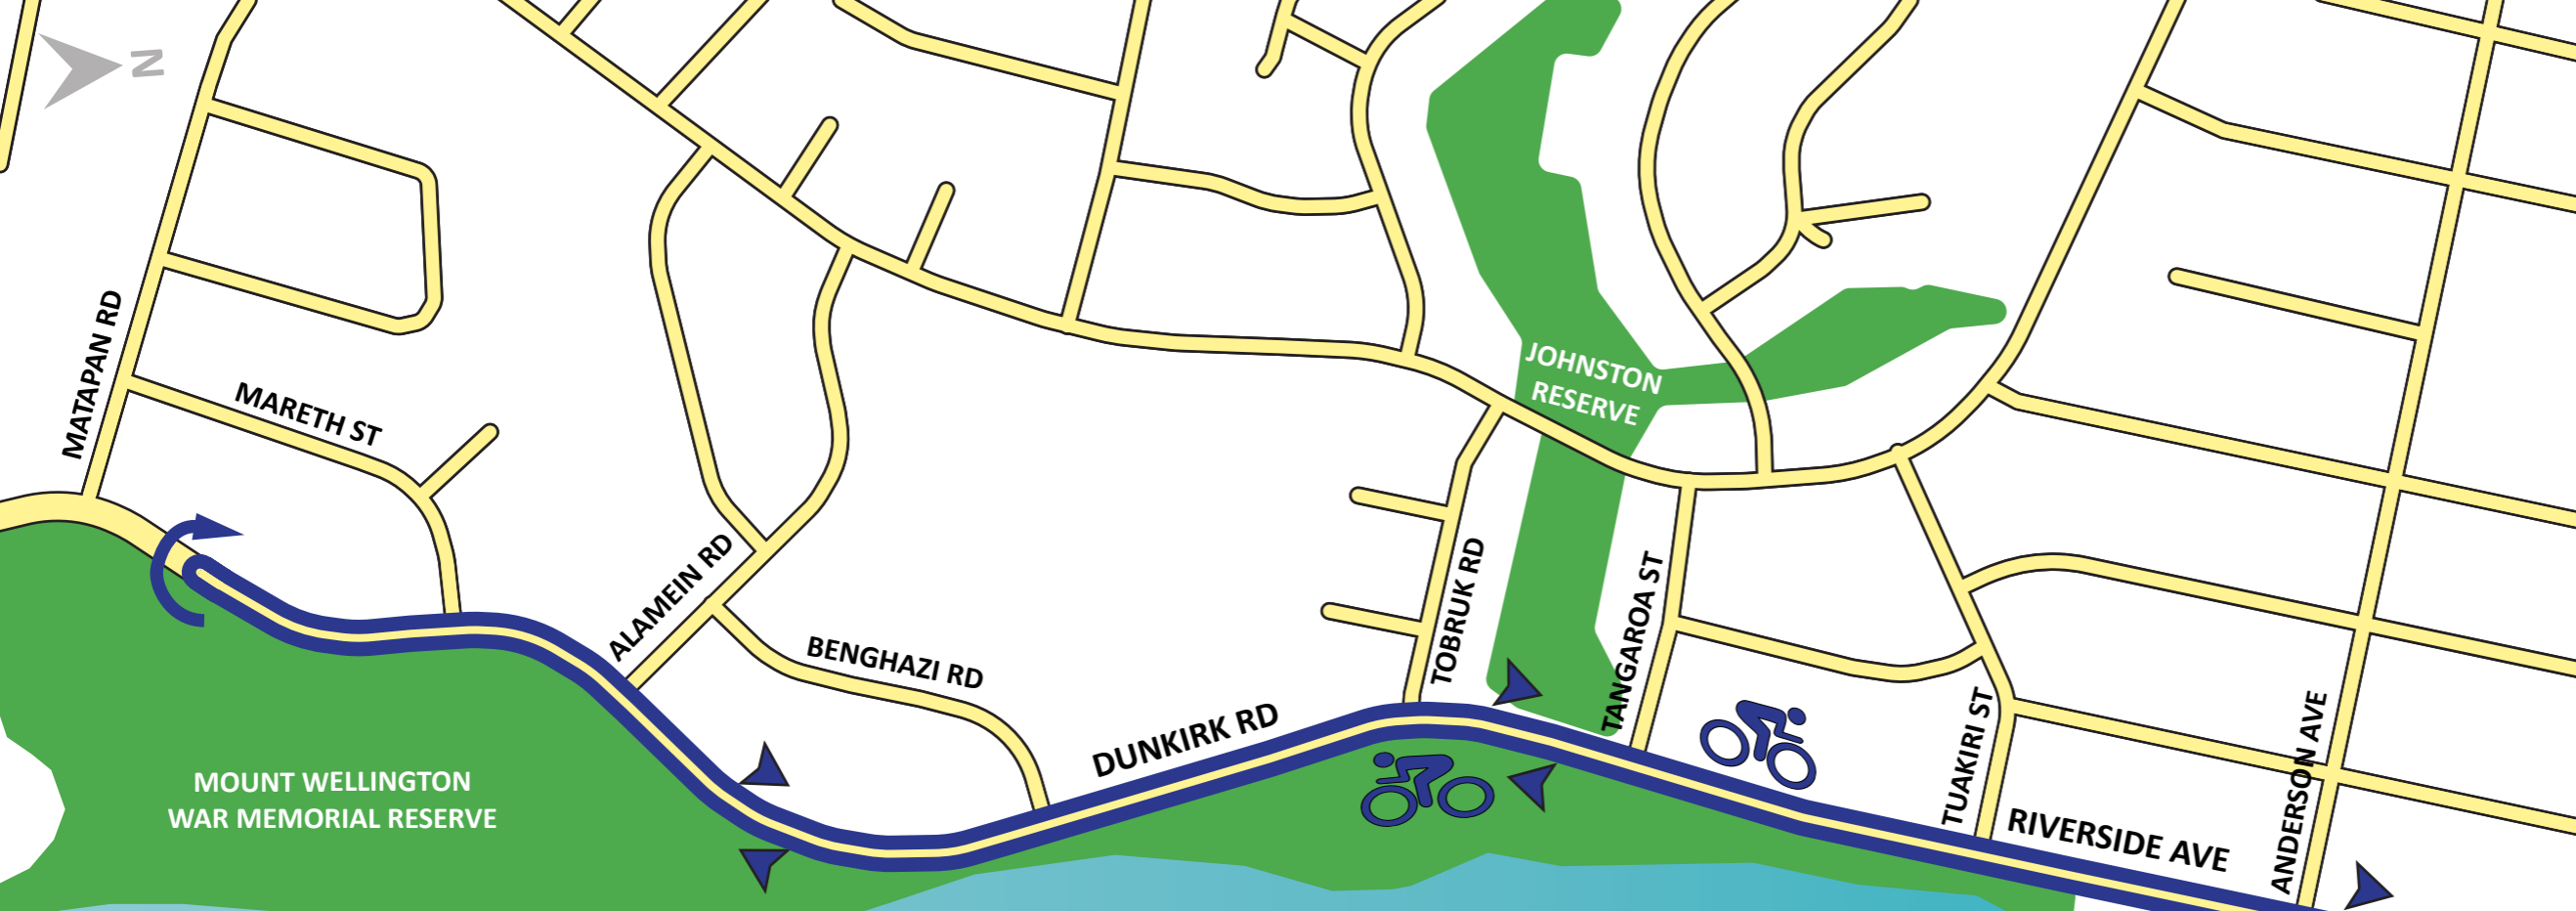 N
MATAPAN RD
MARETH ST
ALAMEIN RD
BENGHAZI RD
DUNKIRK RD
TOBRUK RD
JOHNSTON
RESERVE
TANGAROA ST
TUAKIRI ST
RIVERSIDE AVE
ANDERSON AVE
MOUNT WELLINGTON
WAR MEMORIAL RESERVE